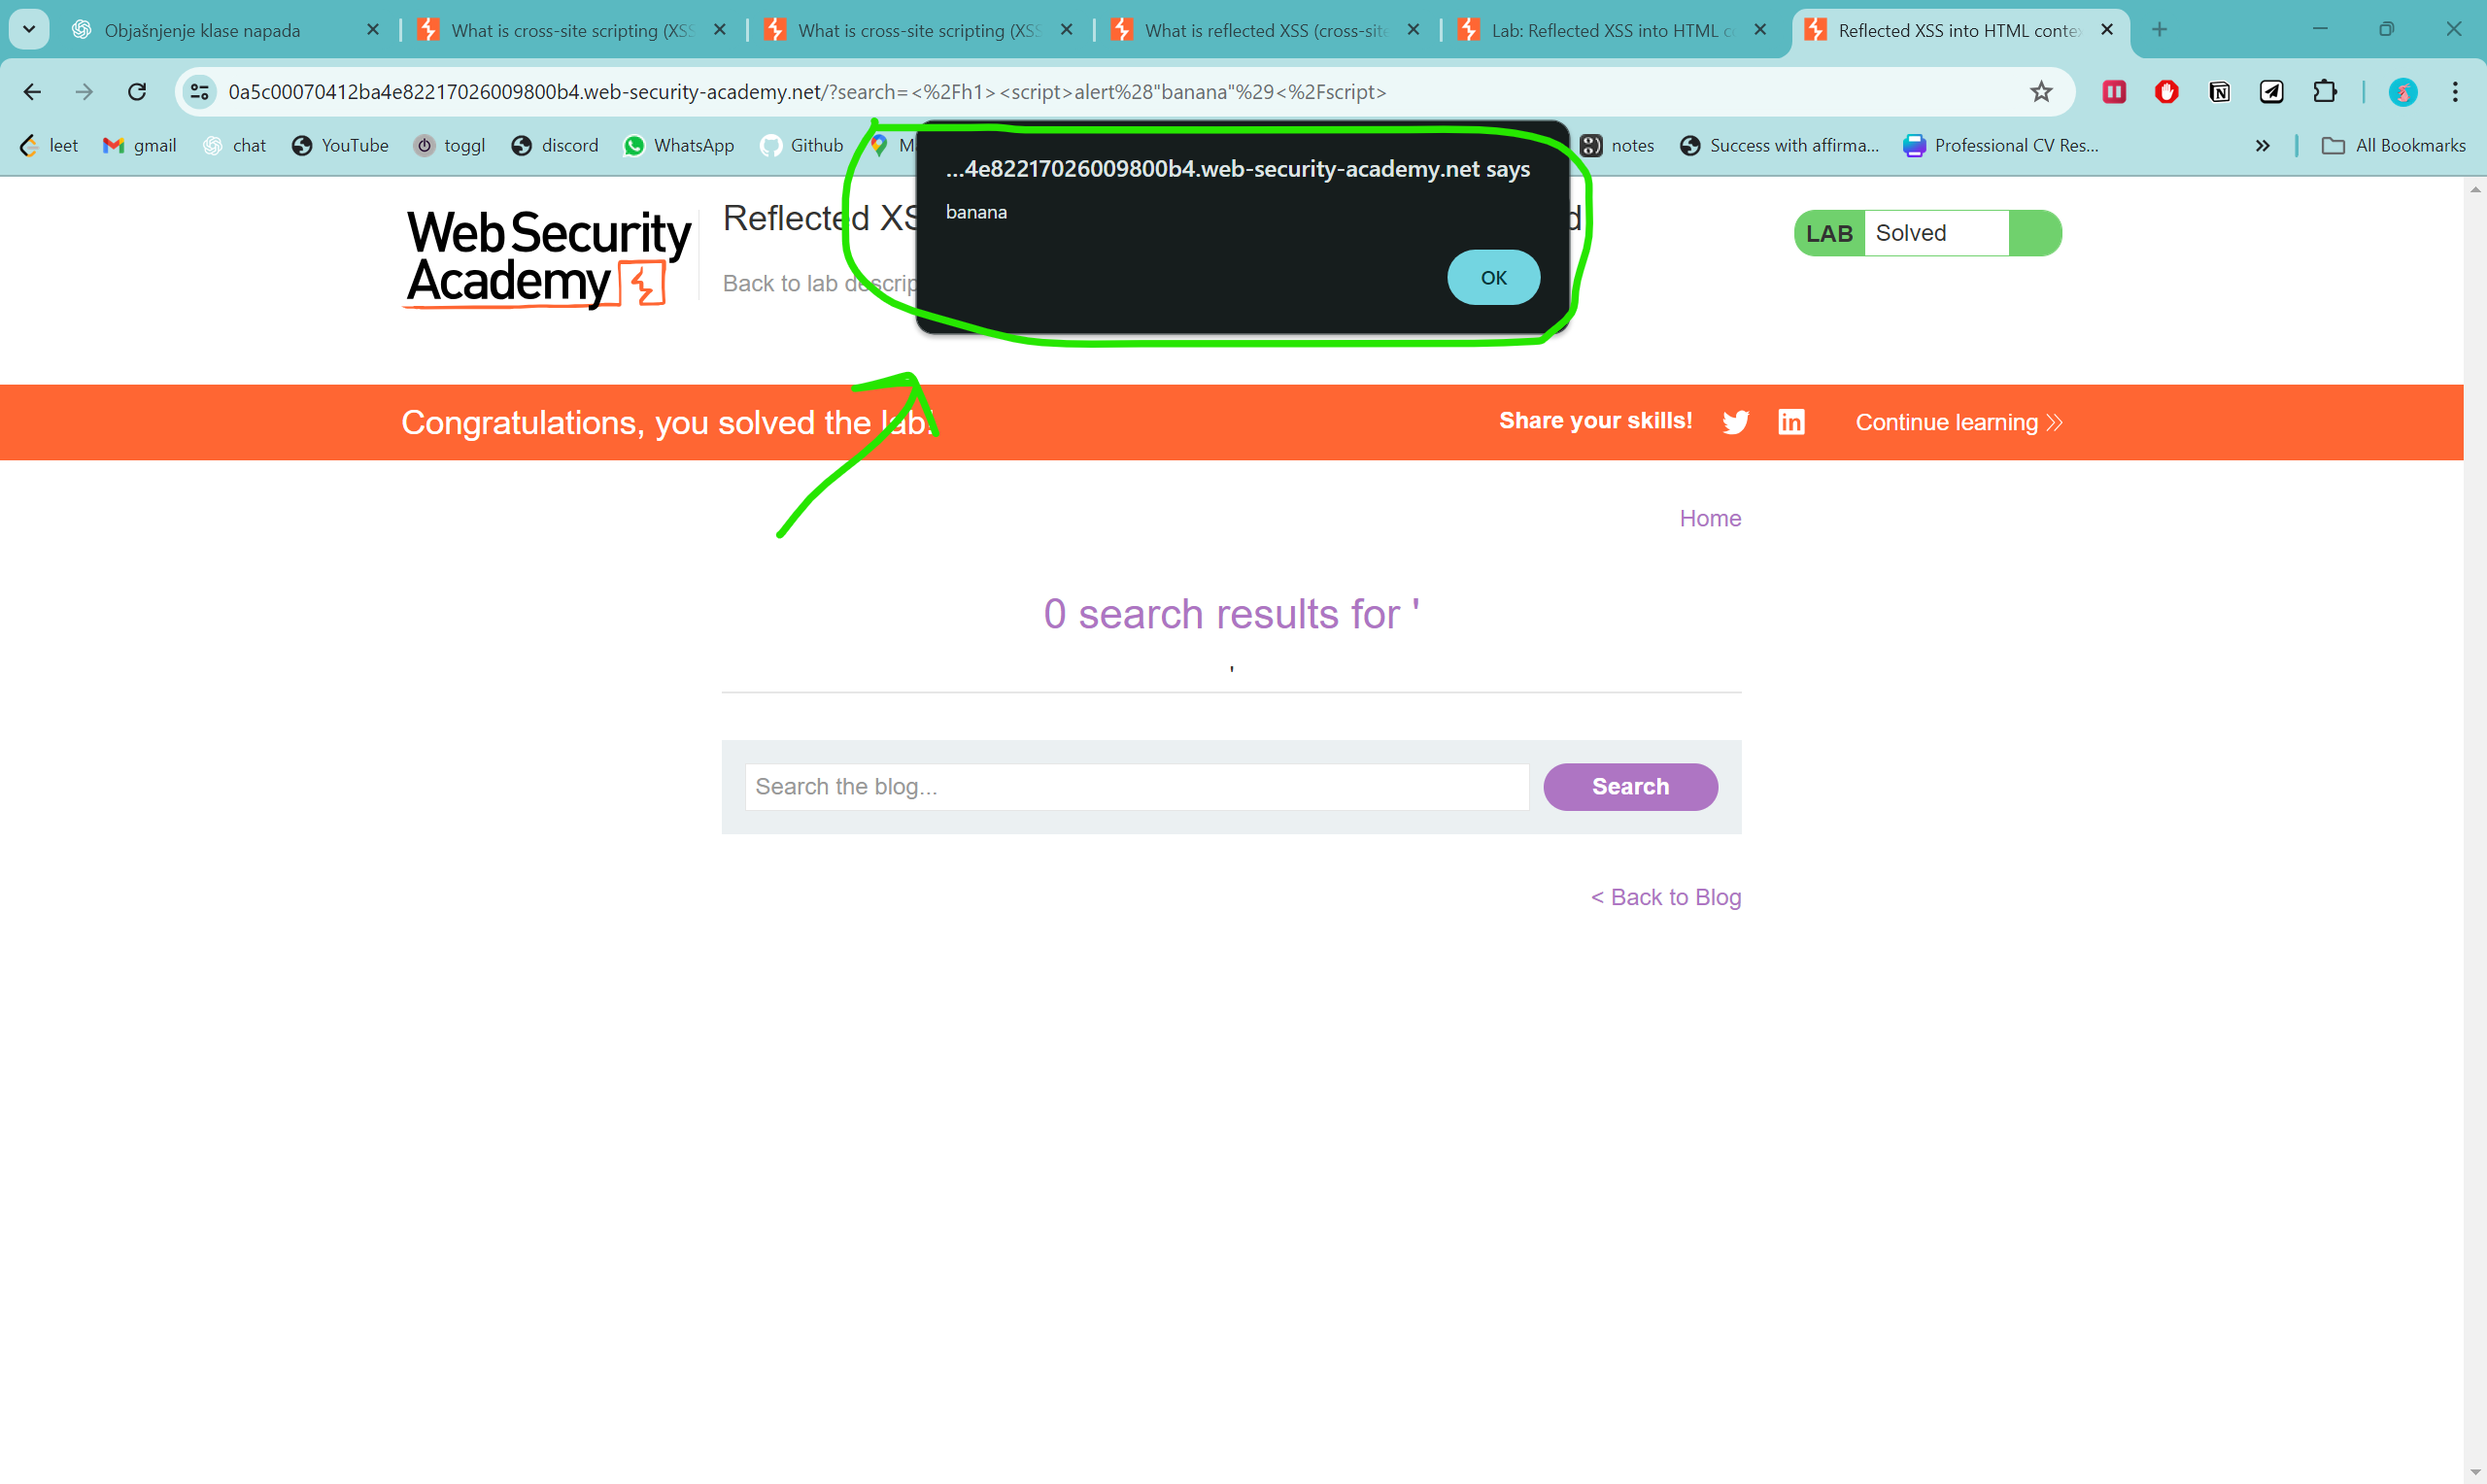 Objašnjenje klase napada
What is cross-site scripting (XSS
What is cross-site scripting (XSS
What is reflected XSS (cross-site
Lab: Reflected XSS into HTML c
Reflected XSS into HTML conte
0a5c00070412ba4e82217026009800b4.web-security-academy.net/?search=<%2Fh1><script>alert%28"banana"%29<%2Fscript>
leet gmail chat YouTube toggl discord WhatsApp Github notes Success with affirma... Professional CV Res... All Bookmarks
...4e82217026009800b4.web-security-academy.net says
banana
OK
Web Security
Academy
Reflected XS
Back to lab descrip
LAB Solved
Congratulations, you solved the lab!
Share your skills!
Continue learning >>
Home
0 search results for '
'
Search the blog...
Search
< Back to Blog